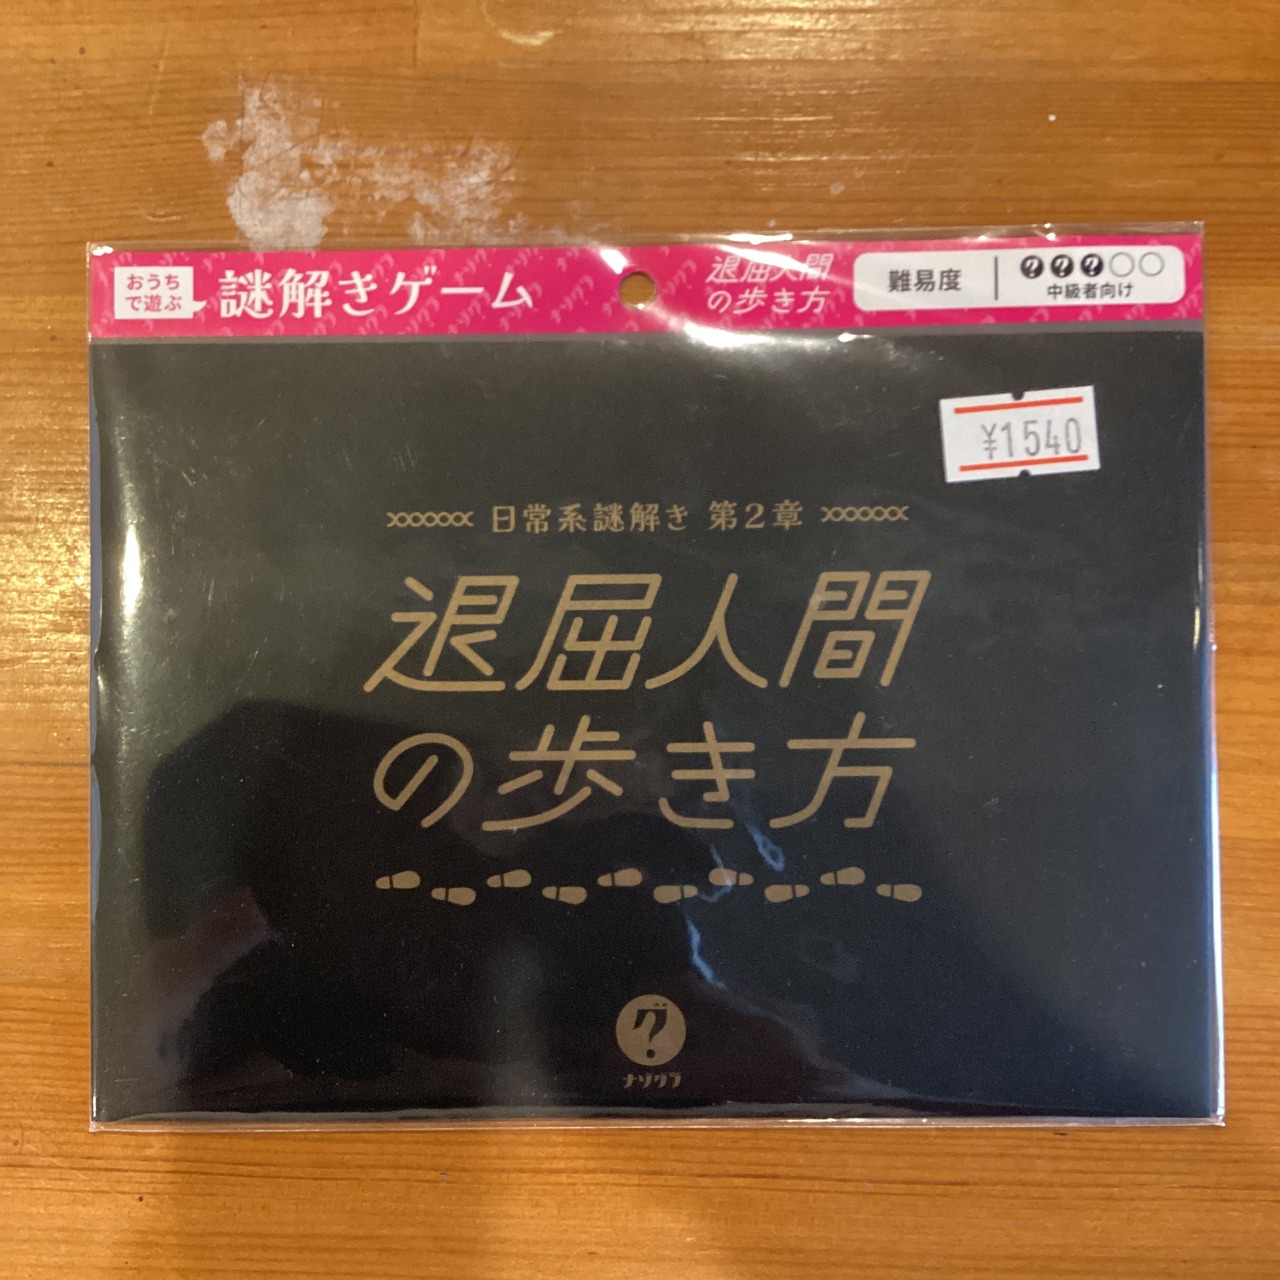 おうち
で遊ぶ
謎解きゲーム
退屈人間
の歩き方
難易度
中級者向け
¥1540
日常系謎解き 第2章
退屈人間
の歩き方
グ
ナゾグラ